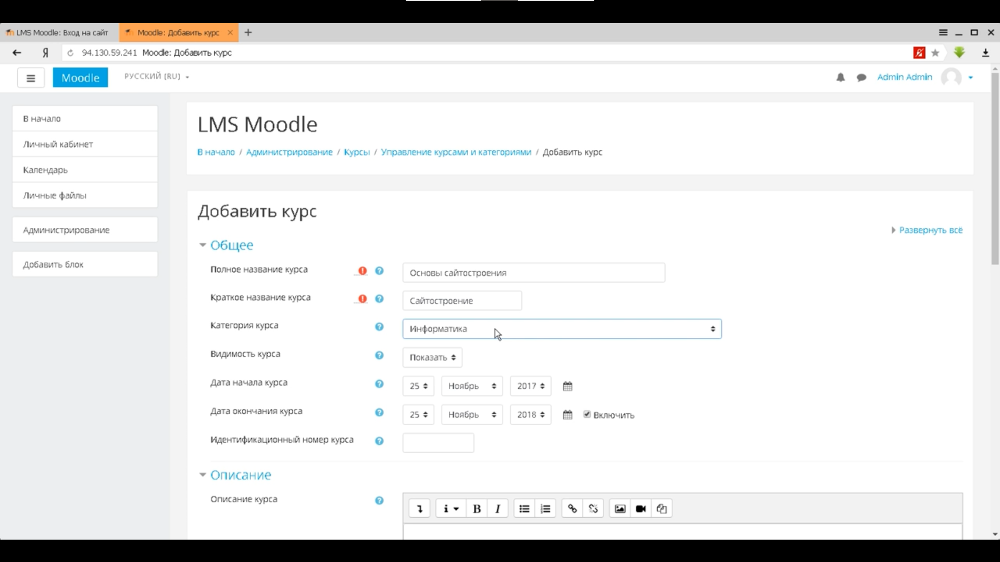 LMS Moodle: Вход на сайт
Moodle: Добавить курс
94.130.59.241 Moodle: Добавить курс
Moodle
РУССКИЙ [RU]
Admin Admin
В начало
Личный кабинет
Календарь
Личные файлы
Администрирование
Добавить блок
LMS Moodle
В начало / Администрирование / Курсы / Управление курсами и категориями / Добавить курс
Добавить курс
Развернуть всё
Общее
Полное название курса
Основы сайтостроения
Краткое название курса
Сайтостроение
Категория курса
Информатика
Видимость курса
Показать
Дата начала курса
25 Ноябрь 2017
Дата окончания курса
25 Ноябрь 2018 Включить
Идентификационный номер курса
Описание
Описание курса
i B I